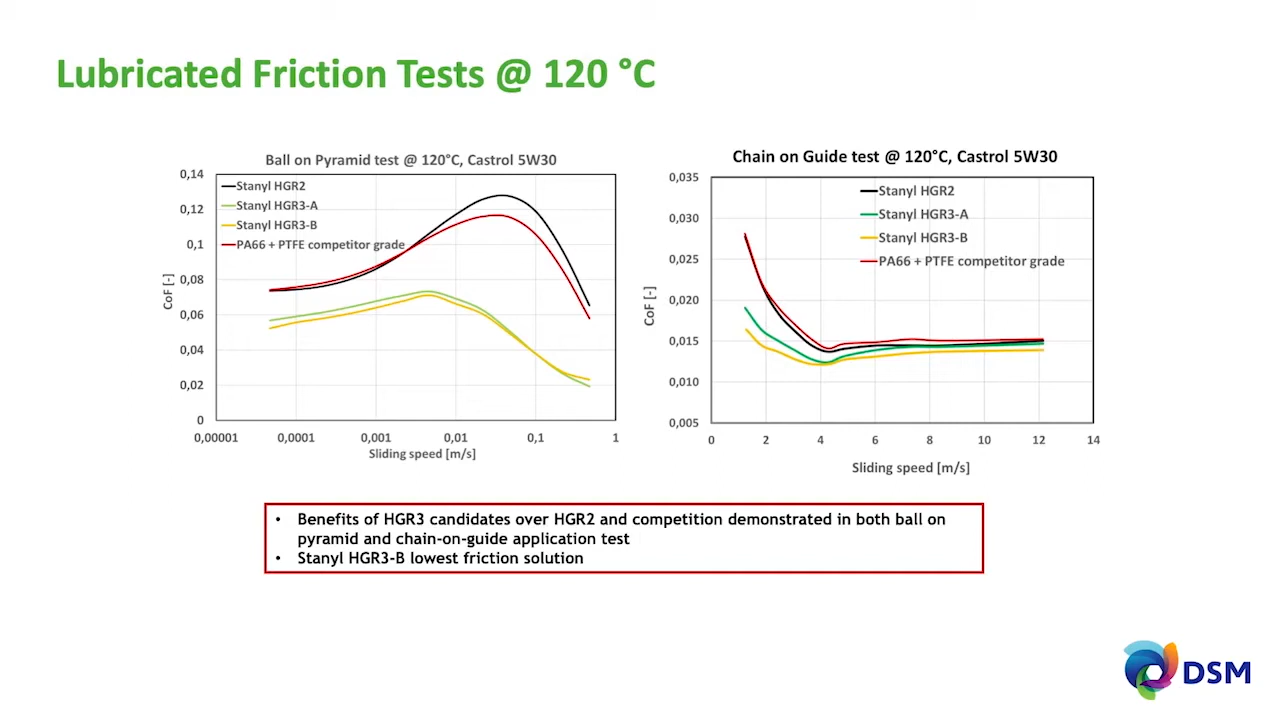 Lubricated Friction Tests @ 120 °C
Ball on Pyramid test @ 120°C, Castrol 5W30
0,14
0,12
0,1
0,08
0,06
0,04
0,02
0
CoF [-]
Stanyl HGR2
Stanyl HGR3-A
Stanyl HGR3-B
PA66 + PTFE competitor grade
0,00001 0,0001 0,001 0,01 0,1 1
Sliding speed [m/s]
Chain on Guide test @ 120°C, Castrol 5W30
0,035
0,030
0,025
0,020
0,015
0,010
0,005
CoF [-]
Stanyl HGR2
Stanyl HGR3-A
Stanyl HGR3-B
PA66 + PTFE competitor grade
0 2 4 6 8 10 12 14
Sliding speed [m/s]
• Benefits of HGR3 candidates over HGR2 and competition demonstrated in both ball on
pyramid and chain-on-guide application test
• Stanyl HGR3-B lowest friction solution
DSM